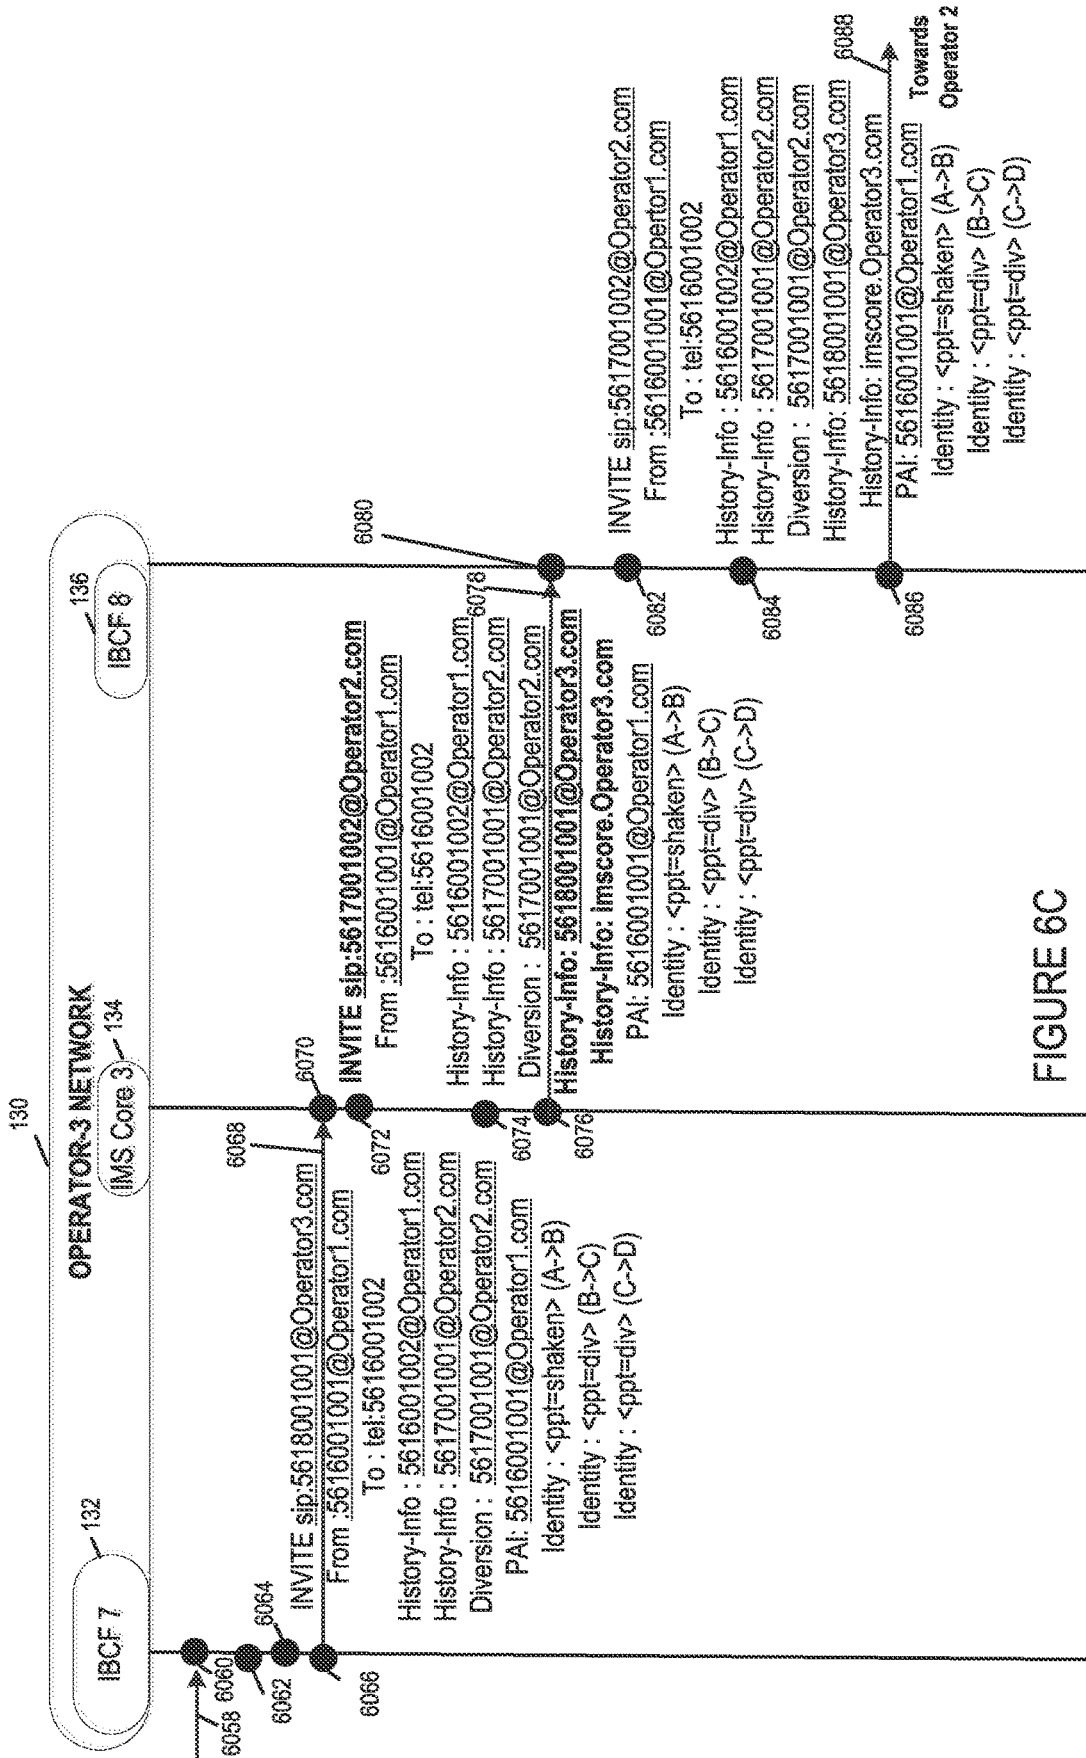 130
OPERATOR-3 NETWORK
132
IBCF 7
134
IMS Core 3
136
IBCF 8
6058
6060
6062
6064
6066
INVITE sip:5618001001@Operator3.com
From :5616001001@Operator1.com
To : tel:5616001002
History-Info : 5616001002@Operator1.com
History-Info : 5617001001@Operator2.com
Diversion : 5617001001@Operator2.com
PAI: 5616001001@Operator1.com
Identity : <ppt=shaken> (A->B)
Identity : <ppt=div> (B->C)
Identity : <ppt=div> (C->D)
6068
6070
6072
6074
6076
INVITE sip:5617001002@Operator2.com
From :5616001001@Operator1.com
To : tel:5616001002
History-Info : 5616001002@Operator1.com
History-Info : 5617001001@Operator2.com
Diversion : 5617001001@Operator2.com
History-Info: 5618001001@Operator3.com
History-Info: Imscore.Operator3.com
PAI: 5616001001@Operator1.com
Identity : <ppt=shaken> (A->B)
Identity : <ppt=div> (B->C)
Identity : <ppt=div> (C->D)
6078
6080
6082
6084
6086
INVITE sip:5617001002@Operator2.com
From :5616001001@Opertor1.com
To : tel:5616001002
History-Info : 5616001002@Operator1.com
History-Info : 5617001001@Operator2.com
Diversion : 5617001001@Operator2.com
History-Info: 5618001001@Operator3.com
History-Info: Imscore.Operator3.com
PAI: 5616001001@Operator1.com
Identity : <ppt=shaken> (A->B)
Identity : <ppt=div> (B->C)
Identity : <ppt=div> (C->D)
6088
Towards
Operator 2
FIGURE 6C